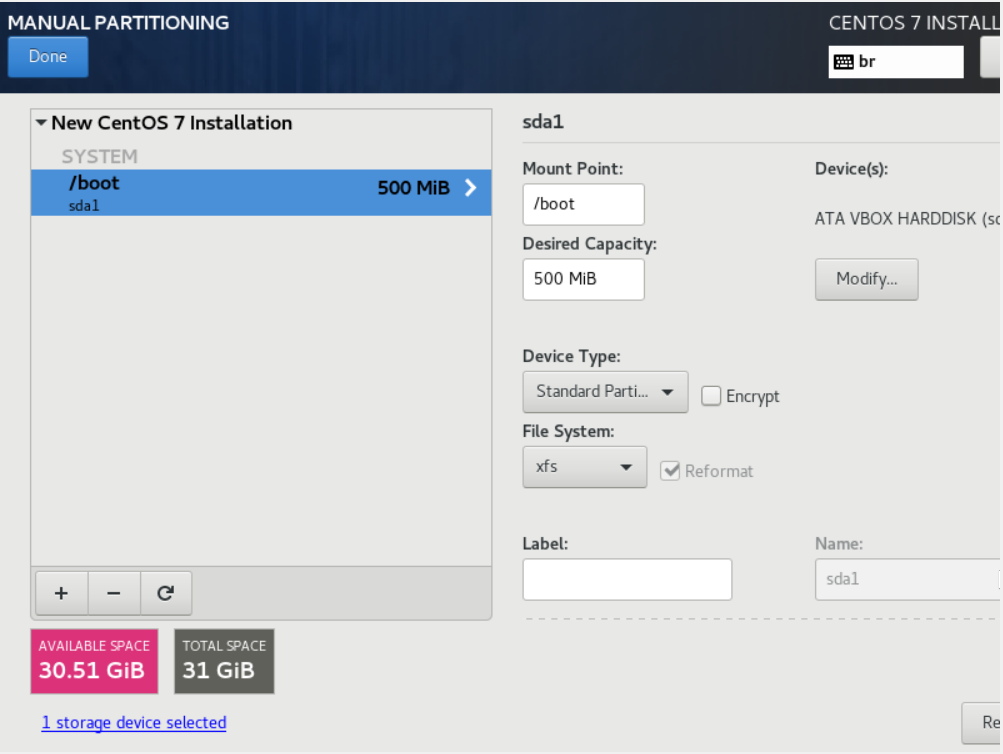 MANUAL PARTITIONING
CENTOS 7 INSTALL
Done
br
New CentOS 7 Installation
SYSTEM
/boot
500 MiB
sda1
sda1
Mount Point:
/boot
Desired Capacity:
500 MiB
Device(s):
ATA VBOX HARDDISK
Modify...
Device Type:
Standard Parti...
Encrypt
File System:
xfs
Reformat
Label:
Name:
sda1
AVAILABLE SPACE
30.51 GiB
TOTAL SPACE
31 GiB
1 storage device selected
Re